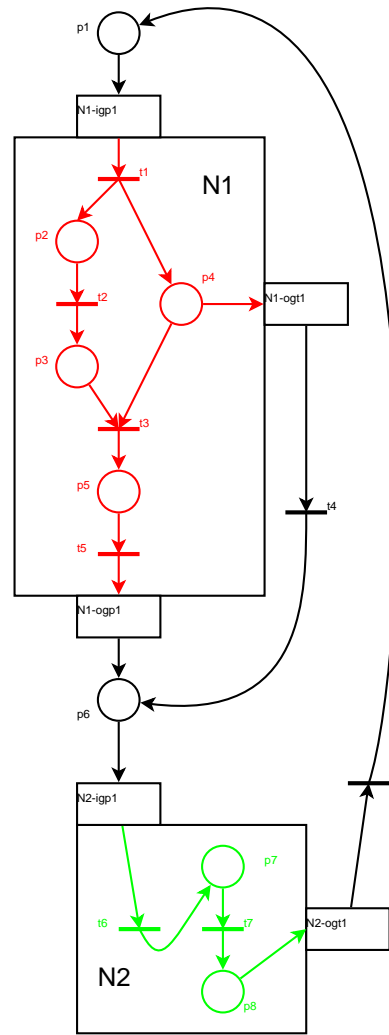 p1
N1-igp1
t1
N1
p2
p4
N1-ogt1
t2
p3
t3
p5
t4
t5
N1-ogp1
p6
N2-igp1
p7
t6
t7
N2-ogt1
N2
p8